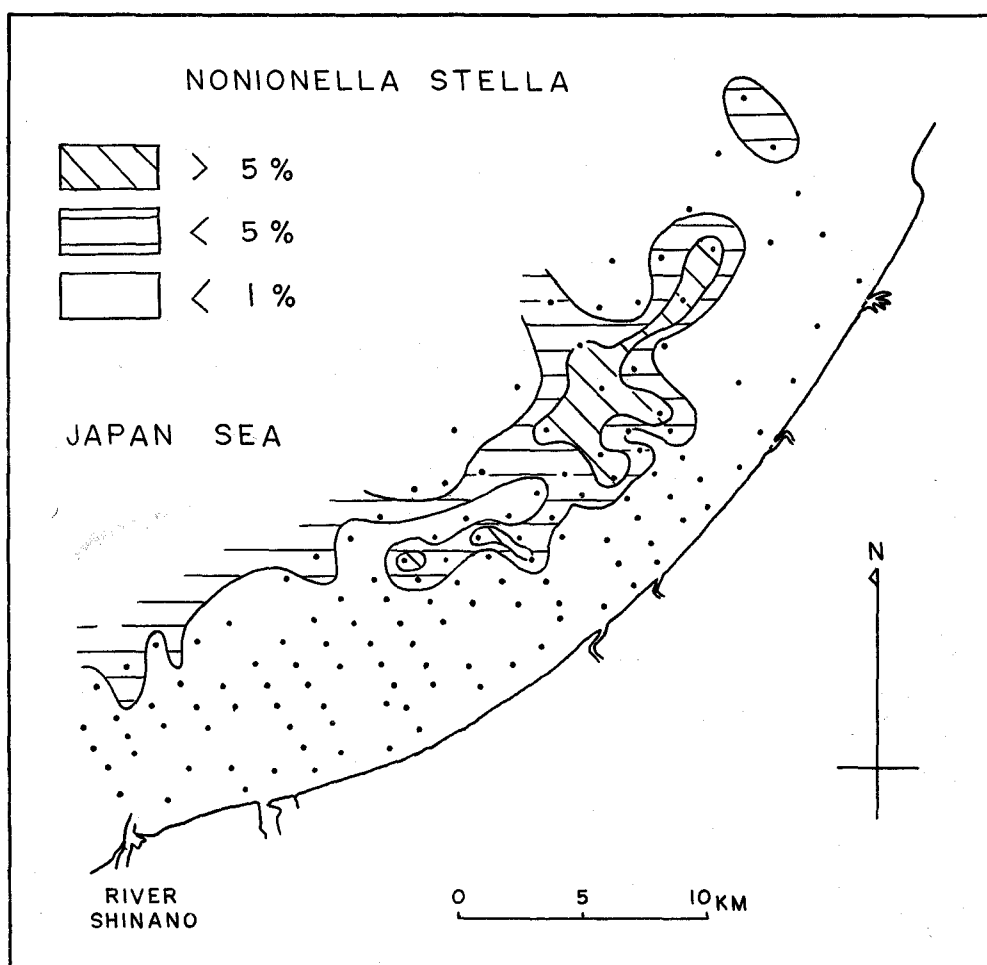 NONIONELLA STELLA
> 5 %
< 5 %
< 1 %
JAPAN SEA
N
RIVER
SHINANO
0 5 10 KM